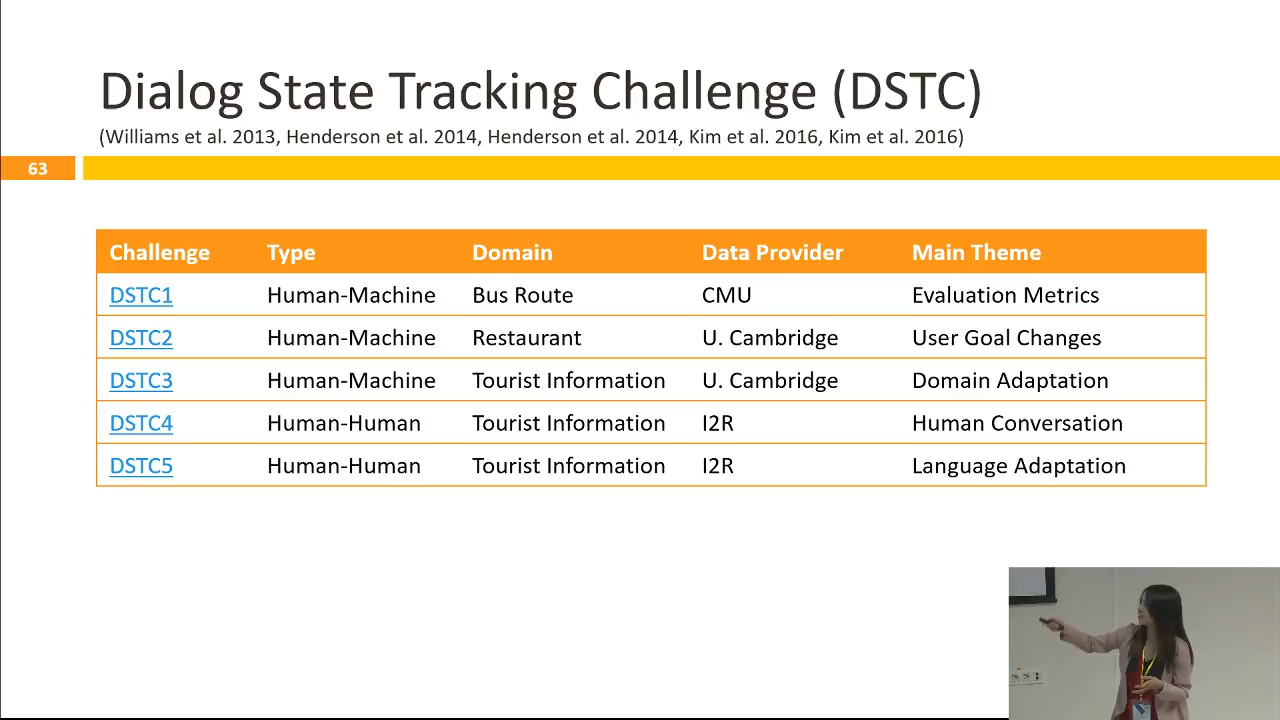 Dialog State Tracking Challenge (DSTC)
(Williams et al. 2013, Henderson et al. 2014, Henderson et al. 2014, Kim et al. 2016, Kim et al. 2016)
63
Challenge Type Domain Data Provider Main Theme
DSTC1 Human-Machine Bus Route CMU Evaluation Metrics
DSTC2 Human-Machine Restaurant U. Cambridge User Goal Changes
DSTC3 Human-Machine Tourist Information U. Cambridge Domain Adaptation
DSTC4 Human-Human Tourist Information I2R Human Conversation
DSTC5 Human-Human Tourist Information I2R Language Adaptation